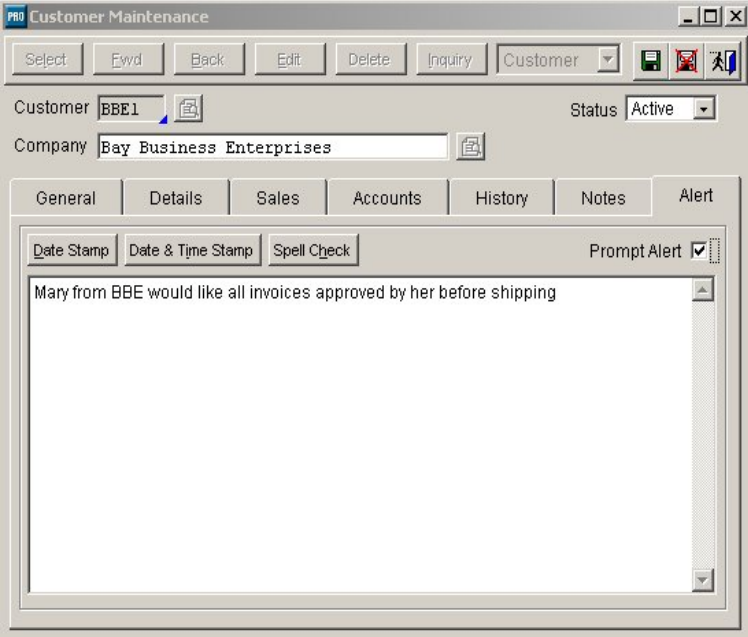 PRO Customer Maintenance
Select Fwd Back Edit Delete Inquiry Customer
Customer BBE1 Status Active
Company Bay Business Enterprises
General Details Sales Accounts History Notes Alert
Date Stamp Date & Time Stamp Spell Check Prompt Alert
Mary from BBE would like all invoices approved by her before shipping